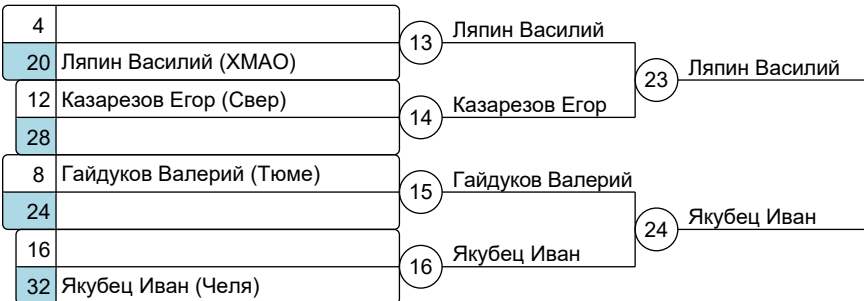 4
13 Ляпин Василий
20 Ляпин Василий (ХМАО)
23 Ляпин Василий
12 Казарезов Егор (Свер)
14 Казарезов Егор
28
8 Гайдуков Валерий (Тюме)
15 Гайдуков Валерий
24
24 Якубец Иван
16
16 Якубец Иван
32 Якубец Иван (Челя)